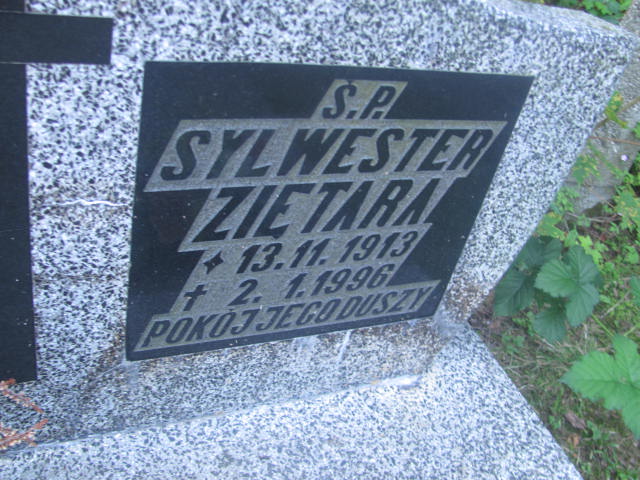 Ś.P.
SYLWESTER
ZIĘTARA
✦ 13.11.1913
✝ 2. 1.1996
POKÓJ JEGO DUSZY